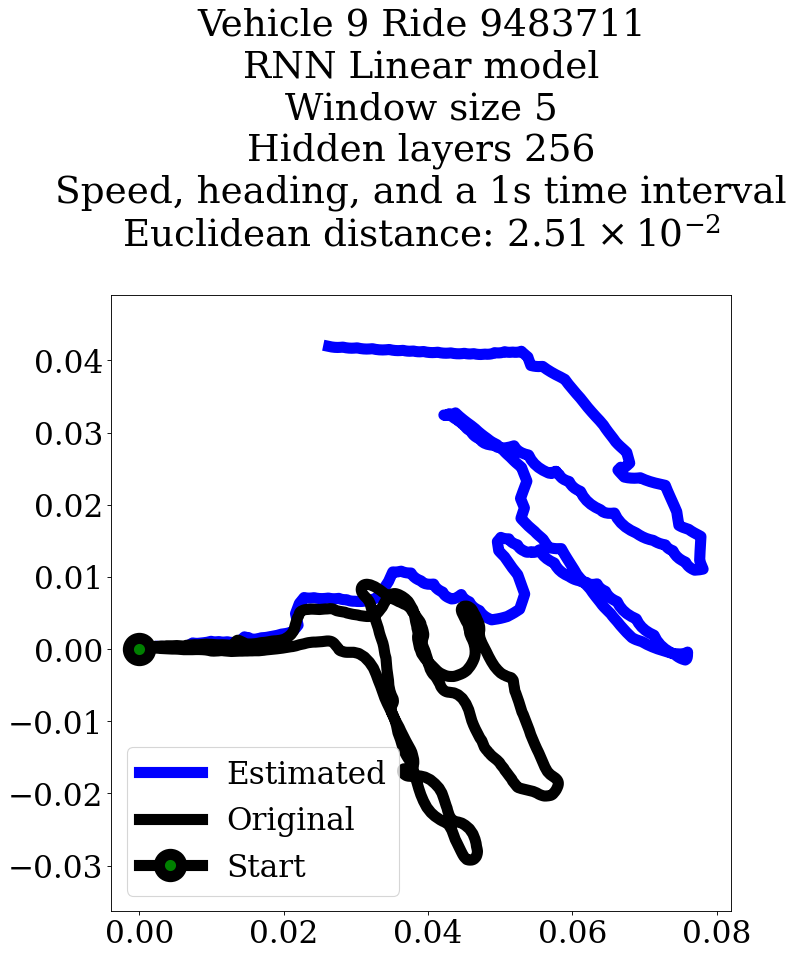 Vehicle 9 Ride 9483711
RNN Linear model
Window size 5
Hidden layers 256
Speed, heading, and a 1s time interval
Euclidean distance: 2.51 × 10⁻²
0.04
0.03
0.02
0.01
0.00
−0.01
−0.02
−0.03
Estimated
Original
Start
0.00 0.02 0.04 0.06 0.08